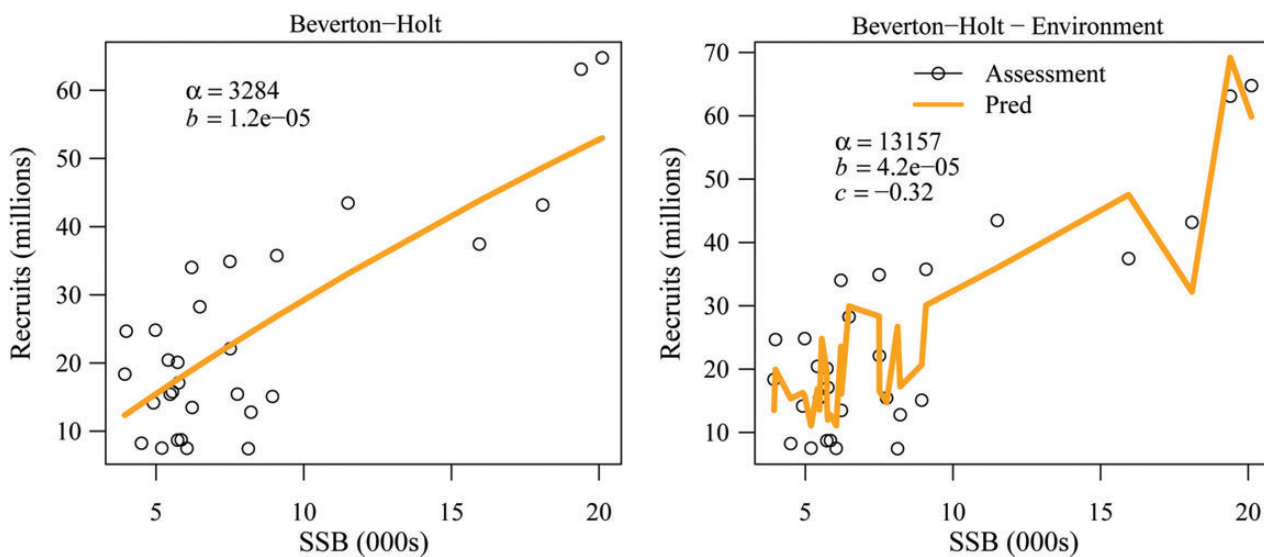 Beverton−Holt
Recruits (millions)
60
50
40
30
20
10
α = 3284
b = 1.2e−05
5
10
15
20
SSB (000s)
Beverton−Holt − Environment
Recruits (millions)
70
60
50
40
30
20
10
Assessment
Pred
α = 13157
b = 4.2e−05
c = −0.32
5
10
15
20
SSB (000s)